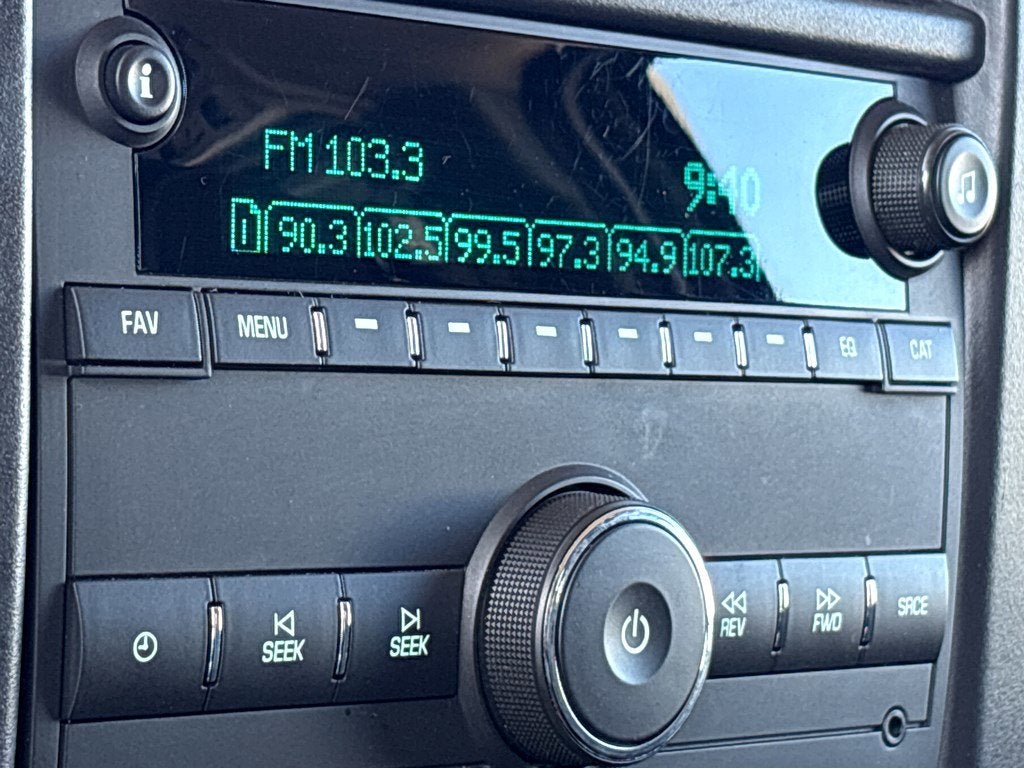 i
FM 103.3 9:40
1 90.3 102.5 99.5 97.3 94.9 107.3
FAV MENU EQ CAT
SEEK SEEK REV FWD SRCE